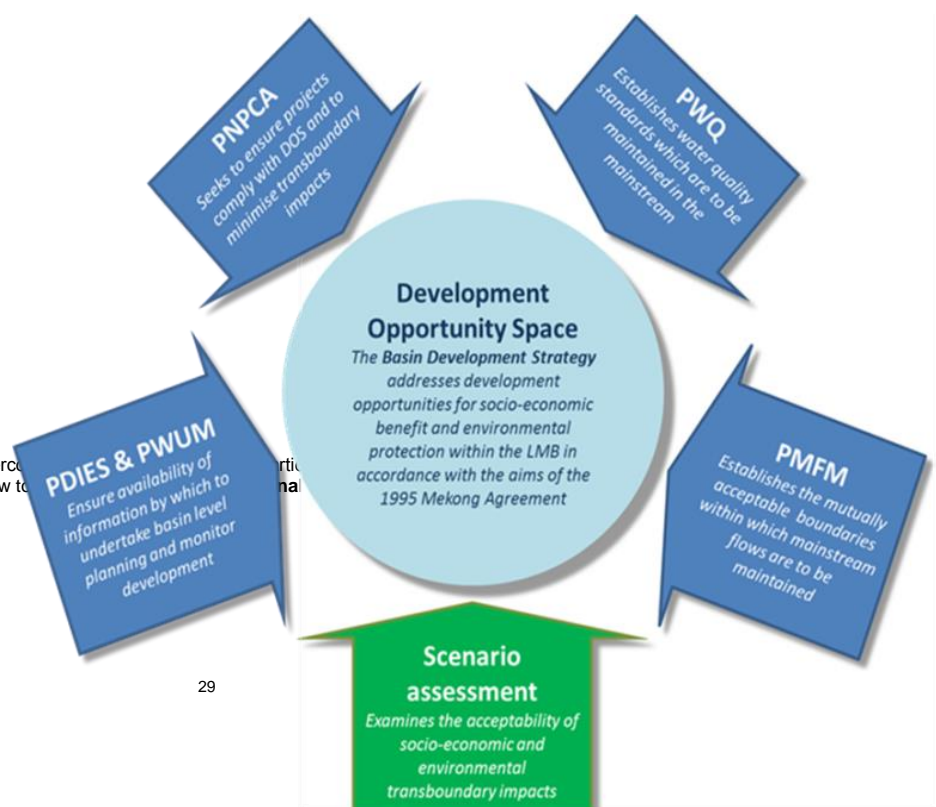 PNPCA
Seeks to ensure projects
comply with DOS and to
minimise transboundary
impacts
PWQ
Establishes water quality
standards which are to be
maintained in the
mainstream
Development
Opportunity Space
The Basin Development Strategy
addresses development
opportunities for socio-economic
benefit and environmental
protection within the LMB in
accordance with the aims of the
1995 Mekong Agreement
PDIES & PWUM
Ensure availability of
information by which to
undertake basin level
planning and monitor
development
PMFM
Establishes the mutually
acceptable boundaries
within which mainstream
flows are to be
maintained
29
Scenario
assessment
Examines the acceptability of
socio-economic and
environmental
transboundary impacts